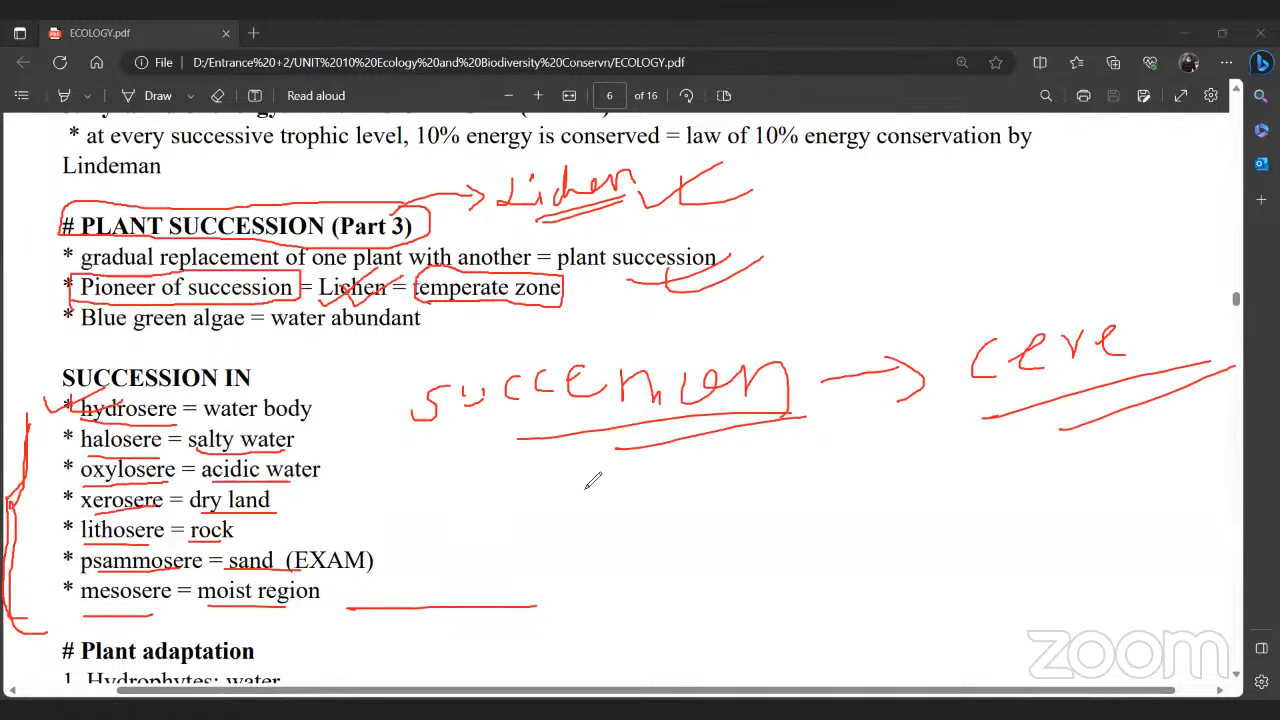 ECOLOGY.pdf
File D:/Entrance%20+2/UNIT%2010%20Ecology%20and%20Biodiversity%20Conservn/ECOLOGY.pdf
Draw Read aloud 6 of 16
* at every successive trophic level, 10% energy is conserved = law of 10% energy conservation by
Lindeman
Lichen
# PLANT SUCCESSION (Part 3)
* gradual replacement of one plant with another = plant succession
* Pioneer of succession = Lichen = temperate zone
* Blue green algae = water abundant
succession → cere
SUCCESSION IN
* hydrosere = water body
* halosere = salty water
* oxylosere = acidic water
* xerosere = dry land
* lithosere = rock
* psammosere = sand (EXAM)
* mesosere = moist region
# Plant adaptation
1. Hydrophytes: water
zoom